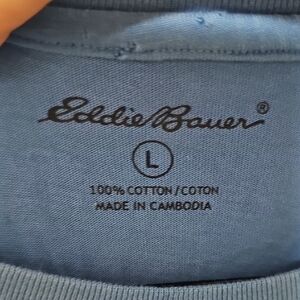 Eddie Bauer®
L
100% COTTON/COTON
MADE IN CAMBODIA